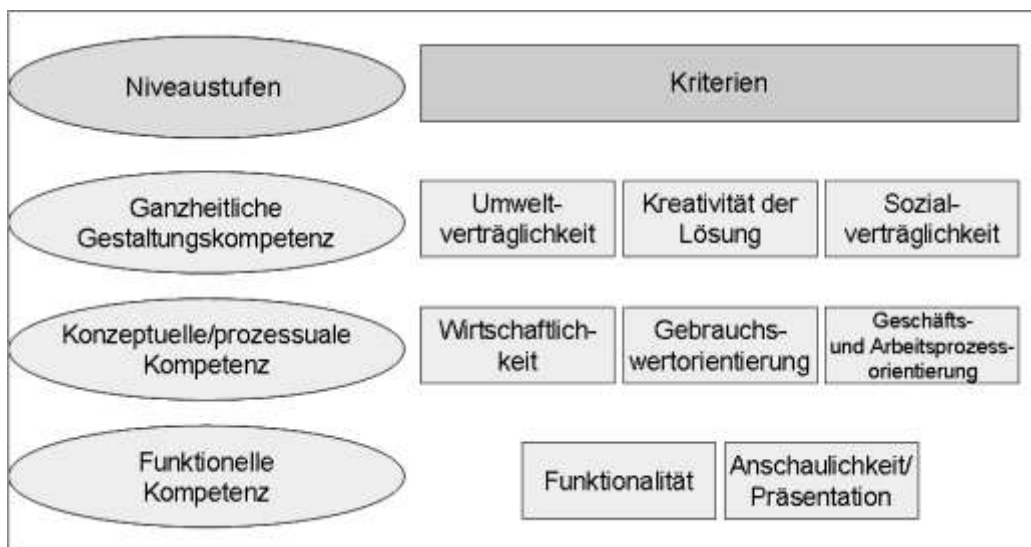 Niveaustufen
Kriterien
Ganzheitliche
Gestaltungskompetenz
Umwelt-
verträglichkeit
Kreativität der
Lösung
Sozial-
verträglichkeit
Konzeptuelle/prozessuale
Kompetenz
Wirtschaftlich-
keit
Gebrauchs-
wertorientierung
Geschäfts-
und Arbeitsprozess-
orientierung
Funktionelle
Kompetenz
Funktionalität
Anschaulichkeit/
Präsentation